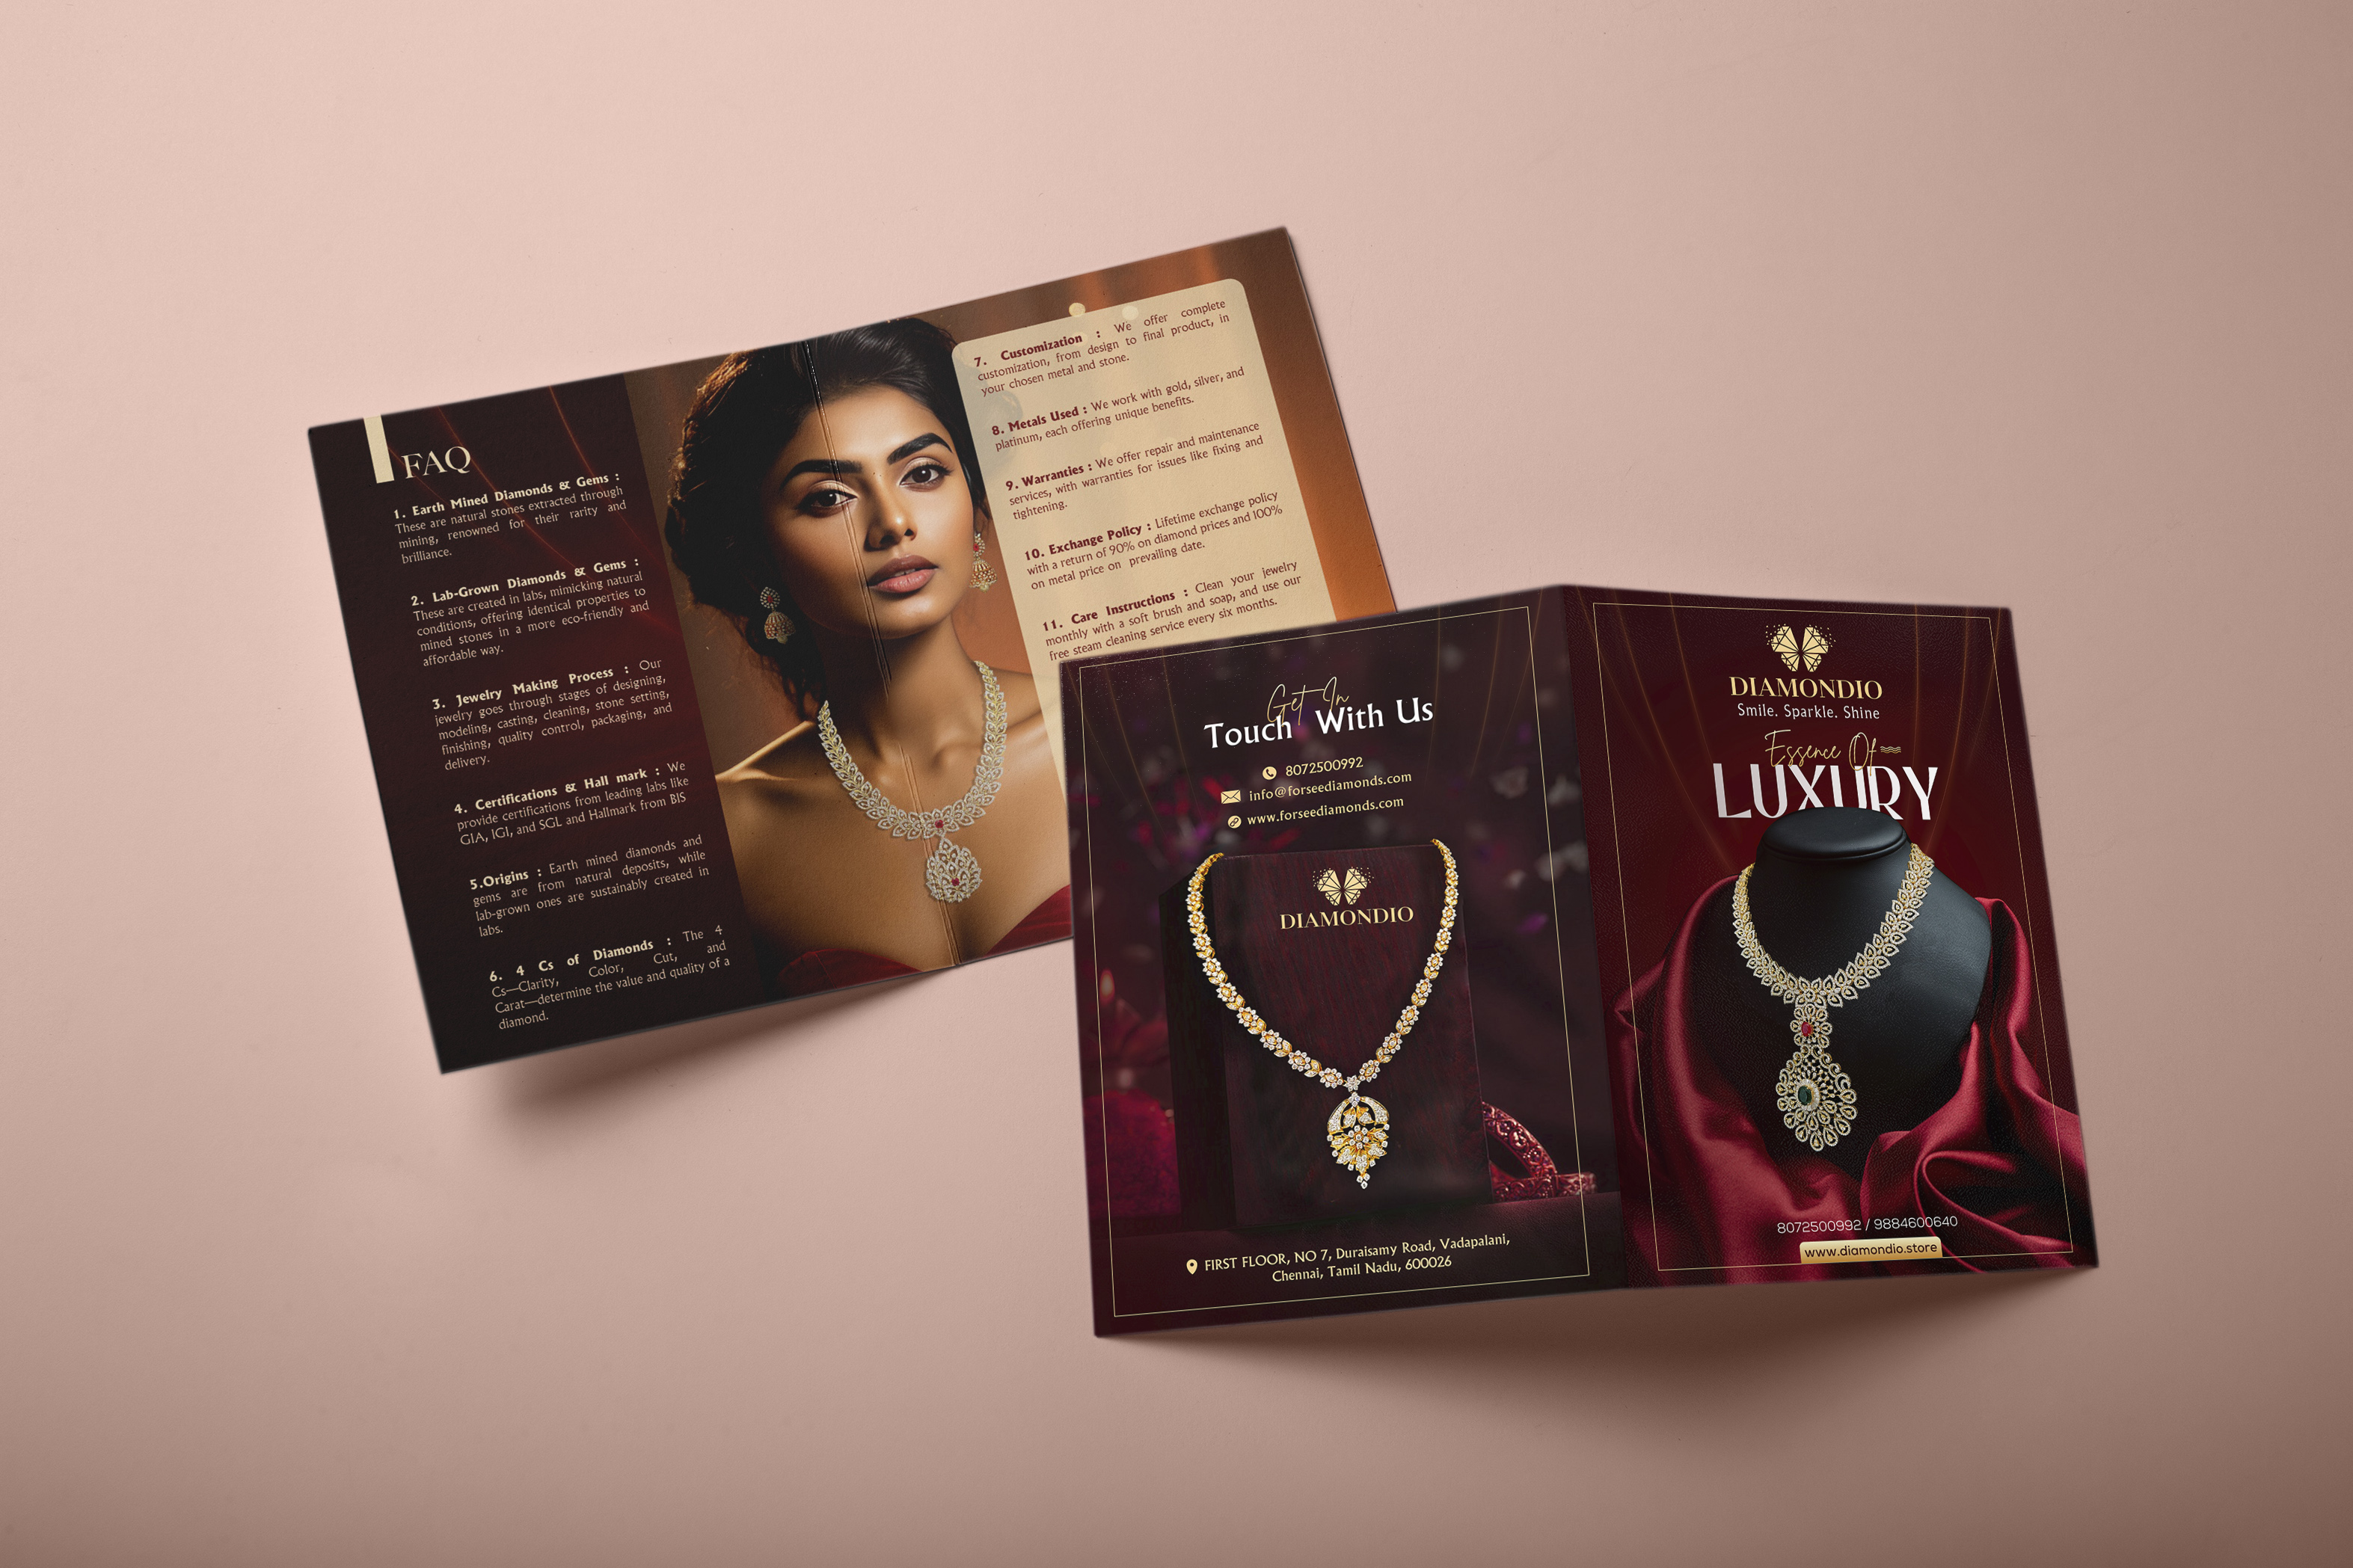 FAQ
1. Earth Mined Diamonds & Gems :
These are natural stones extracted through
mining, renowned for their rarity and
brilliance.
2. Lab-Grown Diamonds & Gems :
These are created in labs, mimicking natural
conditions, offering identical properties to
mined stones in a more eco-friendly and
affordable way.
3. Jewelry Making Process : Our
jewelry goes through stages of designing,
modeling, casting, cleaning, stone setting,
finishing, quality control, packaging, and
delivery.
4. Certifications & Hall mark : We
provide certifications from leading labs like
GIA, IGI, and SGL and Hallmark from BIS
5.Origins : Earth mined diamonds and
gems are from natural deposits, while
lab-grown ones are sustainably created in
labs.
6. 4 Cs of Diamonds : The 4
Cs—Clarity, Color, Cut, and
Carat—determine the value and quality of a
diamond.
7. Customization : We offer complete
customization, from design to final product, in
your chosen metal and stone.
8. Metals Used : We work with gold, silver, and
platinum, each offering unique benefits.
9. Warranties : We offer repair and maintenance
services, with warranties for issues like fixing and
tightening.
10. Exchange Policy : Lifetime exchange policy
with a return of 90% on diamond prices and 100%
on metal price on prevailing date.
11. Care Instructions : Clean your jewelry
monthly with a soft brush and soap, and use our
free steam cleaning service every six months.
Get In
Touch With Us
8072500992
info@forseediamonds.com
www.forseediamonds.com
DIAMONDIO
FIRST FLOOR, NO 7, Duraisamy Road, Vadapalani,
Chennai, Tamil Nadu, 600026
DIAMONDIO
Smile. Sparkle. Shine
Essence Of
LUXURY
8072500992 / 9884600640
www.diamondio.store